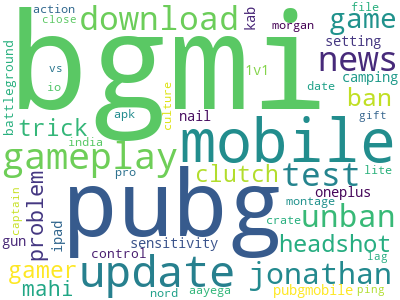 download
kab
morgan
file
action
close
setting
game
bgmi
news
battleground
vs
1v1
camping
io
date
ban
culture
apk
gift
trick
nail
mobile
india
gameplay
clutch
test
pro
lite
oneplus
pubg
problem
captain
montage
unban
crate
gun
ipad
sensitivity
headshot
control
lag
gamer
update
jonathan
mahi
nord
aayega
pubgmobile
ping